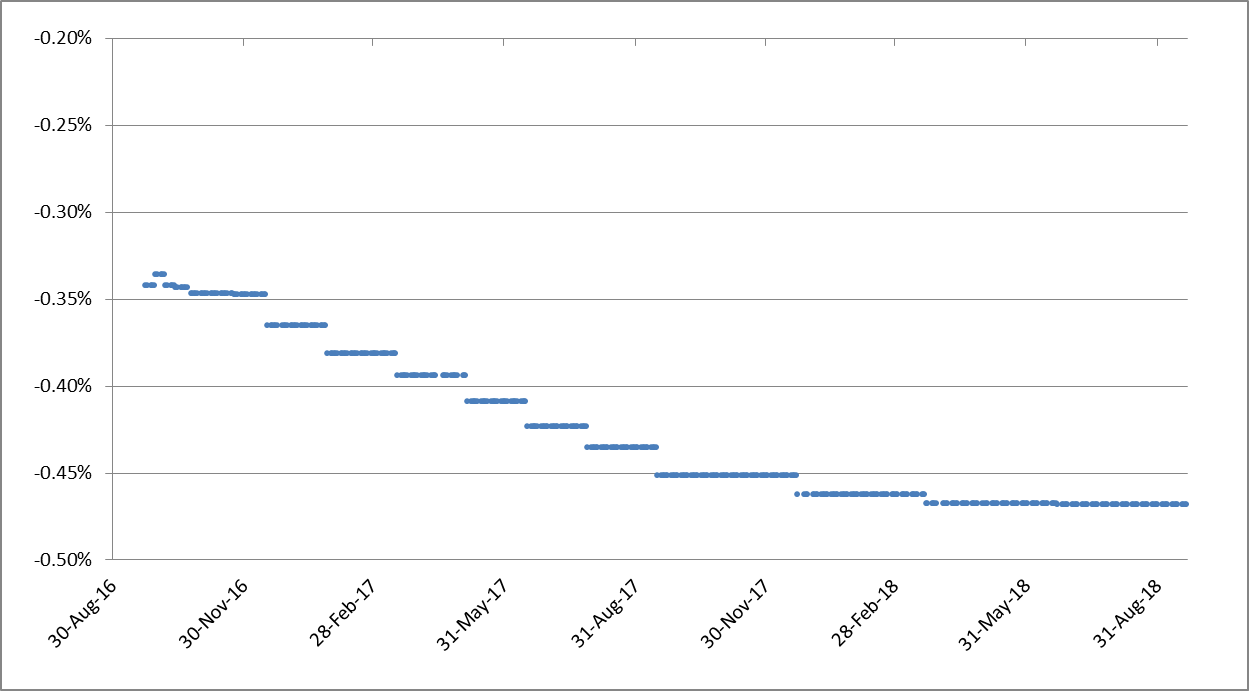 -0.20%
-0.25%
-0.30%
-0.35%
-0.40%
-0.45%
-0.50%
30-Aug-16
30-Nov-16
28-Feb-17
31-May-17
31-Aug-17
30-Nov-17
28-Feb-18
31-May-18
31-Aug-18